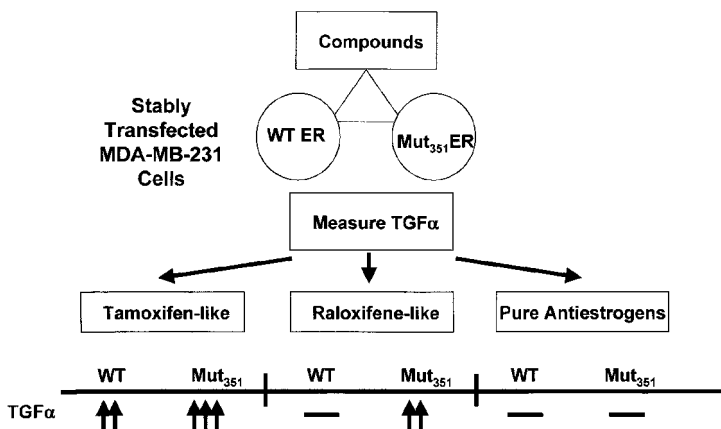 Compounds
Stably
Transfected
MDA-MB-231
Cells
WT ER
Mut351ER
Measure TGFα
Tamoxifen-like
Raloxifene-like
Pure Antiestrogens
WT Mut351 WT Mut351 WT Mut351
TGFα